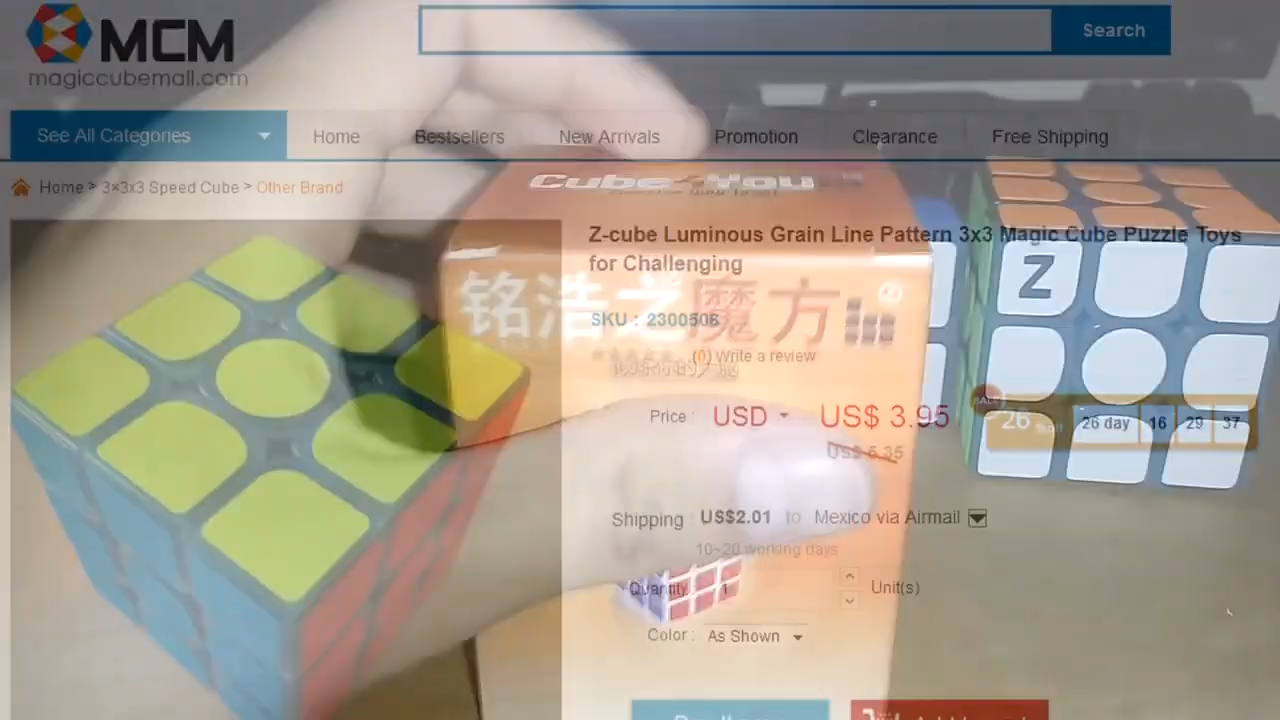 MCM
magiccubemall.com
Search
See All Categories
Home Bestsellers New Arrivals Promotion Clearance Free Shipping
Home > 3×3x3 Speed Cube > Other Brand
Cube4You
Z-cube Luminous Grain Line Pattern 3x3 Magic Cube Puzzle Toys
for Challenging
Z
铭浩之魔方
SKU : 2300506
(0) Write a review
Price : USD US$ 3.95
SALE
26
26 day 16 29 37
US$ 5.35
Shipping : US$2.01 to Mexico via Airmail
10~20 working days
Quantity 1 Unit(s)
Color : As Shown